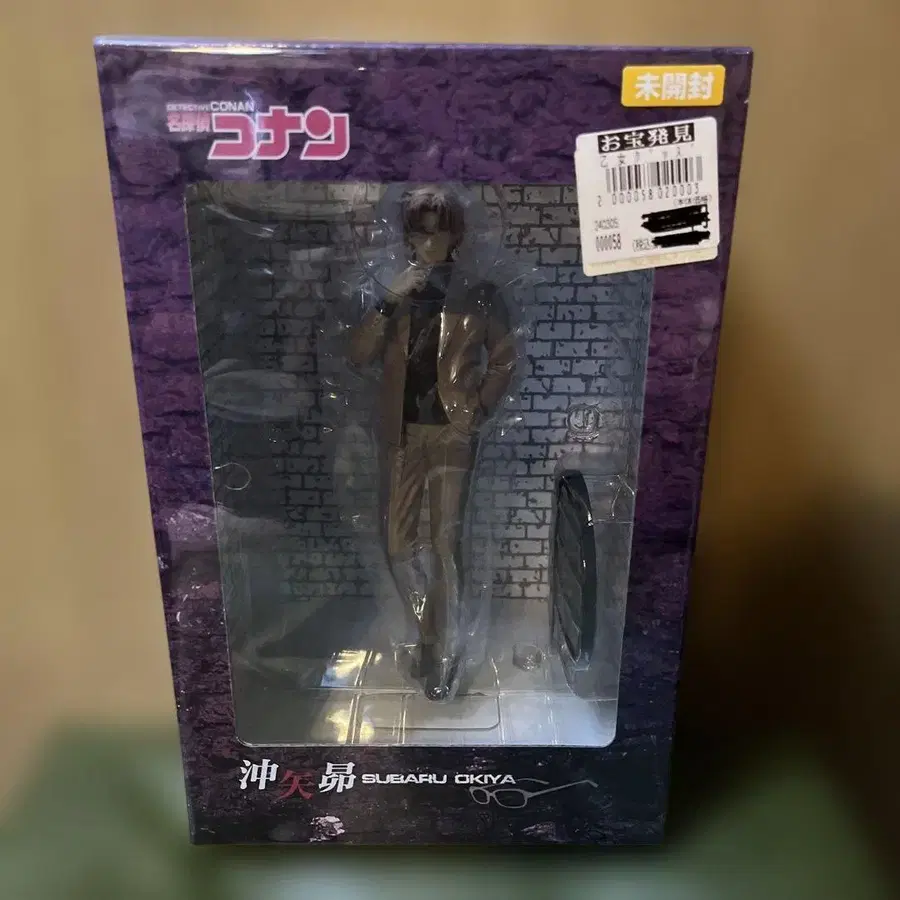 未開封
DETECTIVE CONAN
名探偵
コナン
お宝発見
2 000058 020003
000058
沖矢昴 SUBARU OKIYA